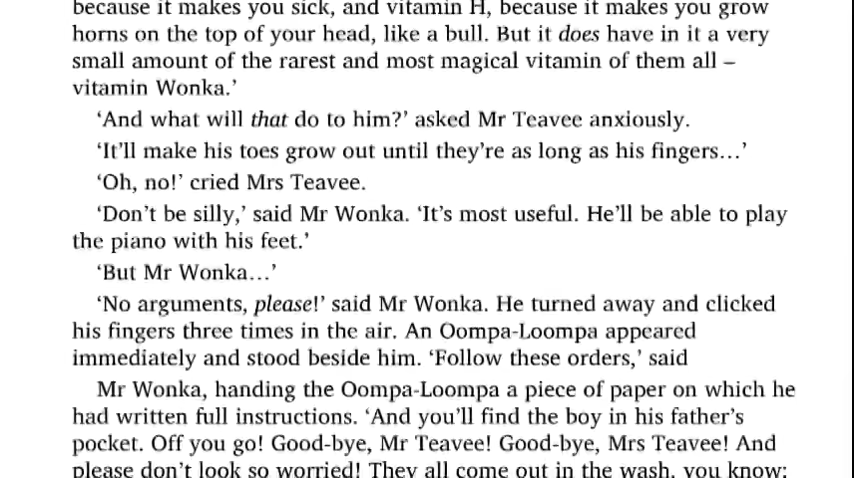 because it makes you sick, and vitamin H, because it makes you grow
horns on the top of your head, like a bull. But it does have in it a very
small amount of the rarest and most magical vitamin of them all –
vitamin Wonka.’
‘And what will that do to him?’ asked Mr Teavee anxiously.
‘It’ll make his toes grow out until they’re as long as his fingers…’
‘Oh, no!’ cried Mrs Teavee.
‘Don’t be silly,’ said Mr Wonka. ‘It’s most useful. He’ll be able to play
the piano with his feet.’
‘But Mr Wonka…’
‘No arguments, please!’ said Mr Wonka. He turned away and clicked
his fingers three times in the air. An Oompa-Loompa appeared
immediately and stood beside him. ‘Follow these orders,’ said
Mr Wonka, handing the Oompa-Loompa a piece of paper on which he
had written full instructions. ‘And you’ll find the boy in his father’s
pocket. Off you go! Good-bye, Mr Teavee! Good-bye, Mrs Teavee! And
please don’t look so worried! They all come out in the wash, you know;